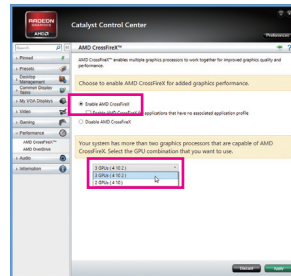 RADEON
GRAPHICS
AMD
Catalyst Control Center
Preferences
Search
AMD CrossFireX™
Pinned
AMD CrossFireX™ enables multiple graphics processors to work together for improved graphics quality and
performance.
Presets
Desktop
Management
Choose to enable AMD CrossFireX for added graphics performance.
Common Display
Tasks
My VGA Displays
Enable AMD CrossFireX
Video
applications that have no associated application profile
Gaming
Disable AMD CrossFireX
Performance
AMD CrossFireX™
AMD OverDrive
Your system has more than two graphics processors that are capable of AMD
CrossFireX. Select the GPU combination that you want to use.
Audio
Information
3 GPUs ( 4 10 2 )
3 GPUs ( 4 10 2 )
2 GPUs ( 4 10 )
Discard
Apply